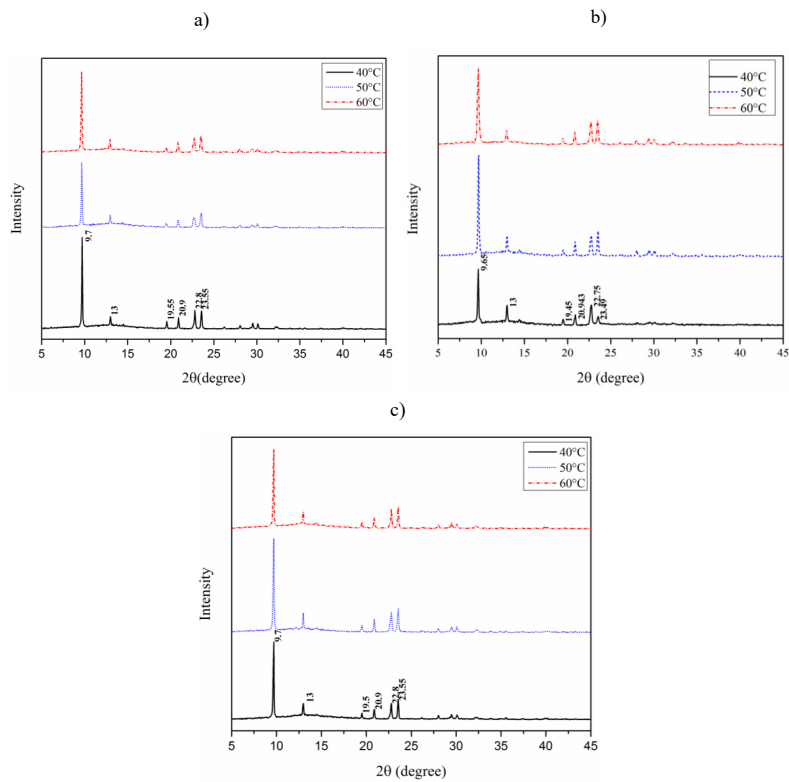 a)
40°C
50°C
60°C
Intensity
9.7
13
19.55
20.9
22.8
23.55
5 10 15 20 25 30 35 40 45
2θ(degree)
b)
40°C
50°C
60°C
Intensity
9.65
13
19.45
20.943
22.75
23.49
5 10 15 20 25 30 35 40 45
2θ (degree)
c)
40°C
50°C
60°C
Intensity
9.7
13
19.5
20.9
22.8
23.55
5 10 15 20 25 30 35 40 45
2θ (degree)